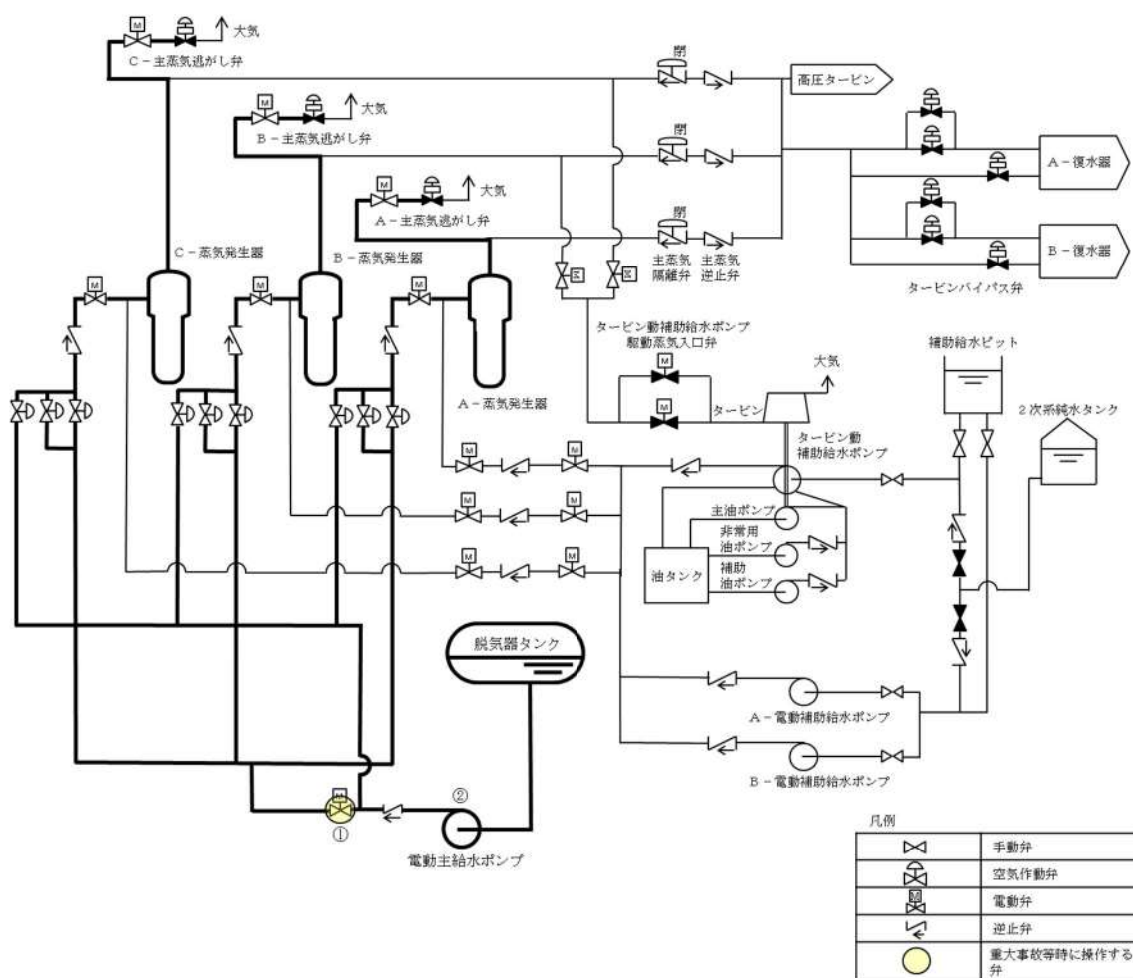 大気
C－主蒸気逃がし弁
大気
B－主蒸気逃がし弁
大気
A－主蒸気逃がし弁
閉
閉
閉
高圧タービン
A－復水器
B－復水器
タービンバイパス弁
主蒸気
隔離弁
主蒸気
逆止弁
C－蒸気発生器
B－蒸気発生器
A－蒸気発生器
タービン動補助給水ポンプ
駆動蒸気入口弁
タービン
大気
補助給水ピット
2次系純水タンク
タービン動
補助給水ポンプ
主油ポンプ
非常用
油ポンプ
補助
油ポンプ
油タンク
脱気器タンク
A－電動補助給水ポンプ
B－電動補助給水ポンプ
①
②
電動主給水ポンプ
凡例
手動弁
空気作動弁
M
電動弁
逆止弁
重大事故等時に操作する
弁